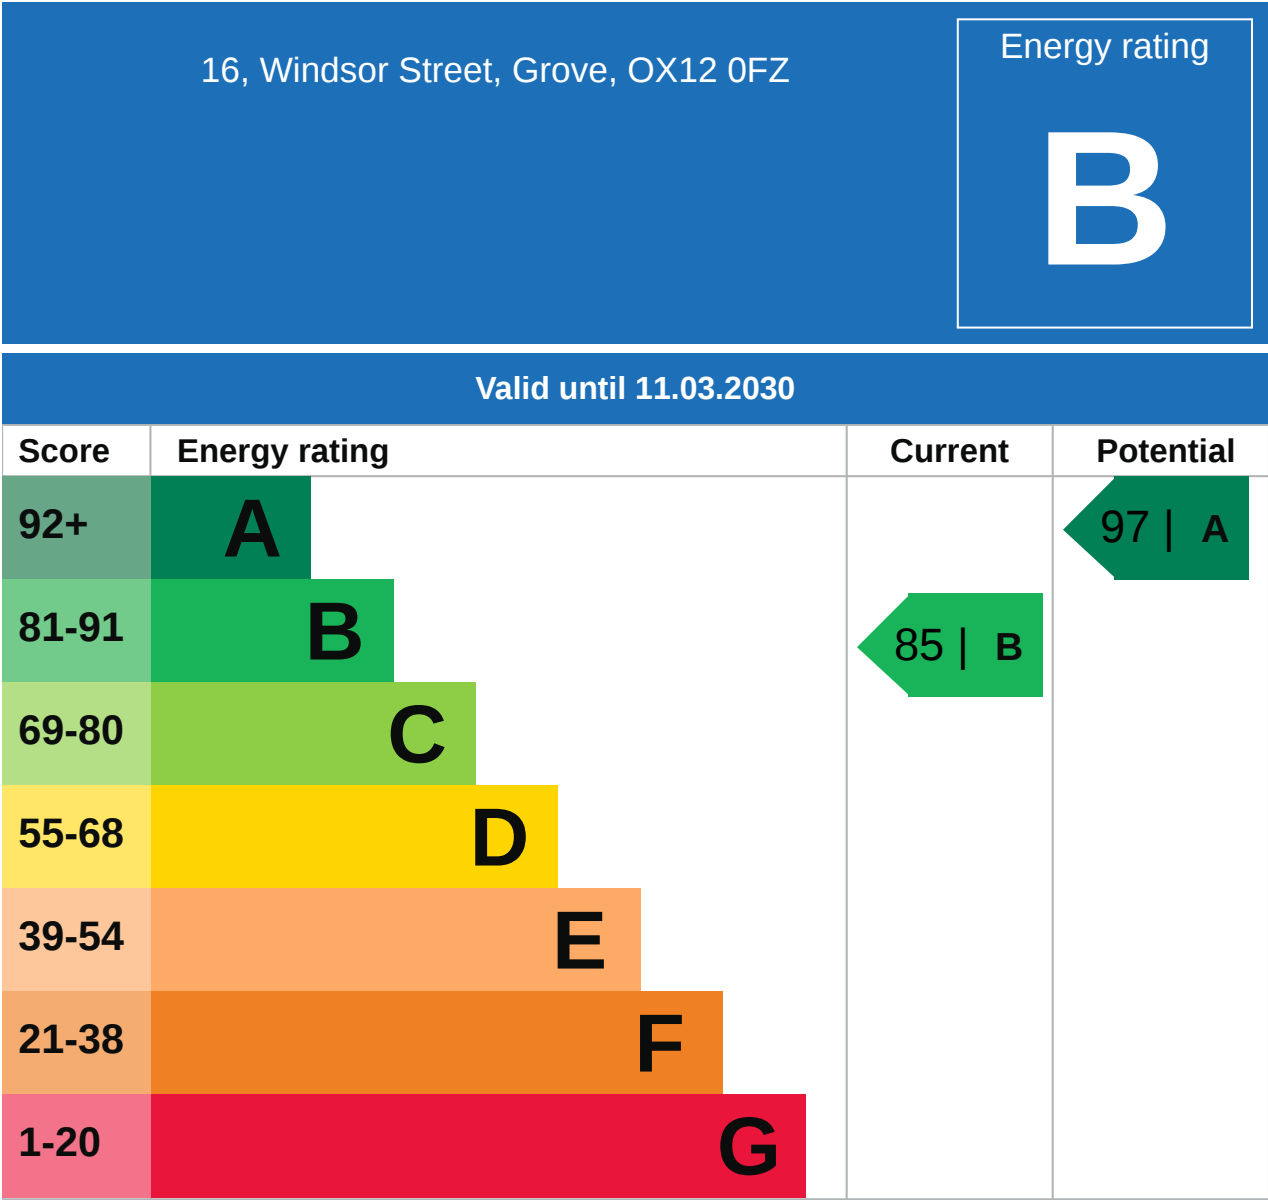 16, Windsor Street, Grove, OX12 0FZ
Energy rating
B
Valid until 11.03.2030
Score Energy rating Current Potential
92+ A 97 | A
81-91 B 85 | B
69-80 C
55-68 D
39-54 E
21-38 F
1-20 G